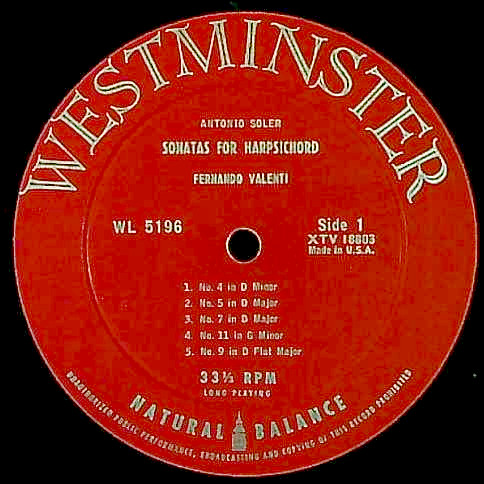 WESTMINSTER
ANTONIO SOLER
SONATAS FOR HARPSICHORD
FERNANDO VALENTI
WL 5196
Side 1
XTV 18803
Made in U.S.A.
1. No. 4 in D Minor
2. No. 5 in D Major
3. No. 7 in D Major
4. No. 11 in G Minor
5. No. 9 in D Flat Major
33⅓ RPM
LONG PLAYING
NATURAL BALANCE
UNAUTHORIZED PUBLIC PERFORMANCE, BROADCASTING AND COPYING OF THIS RECORD PROHIBITED